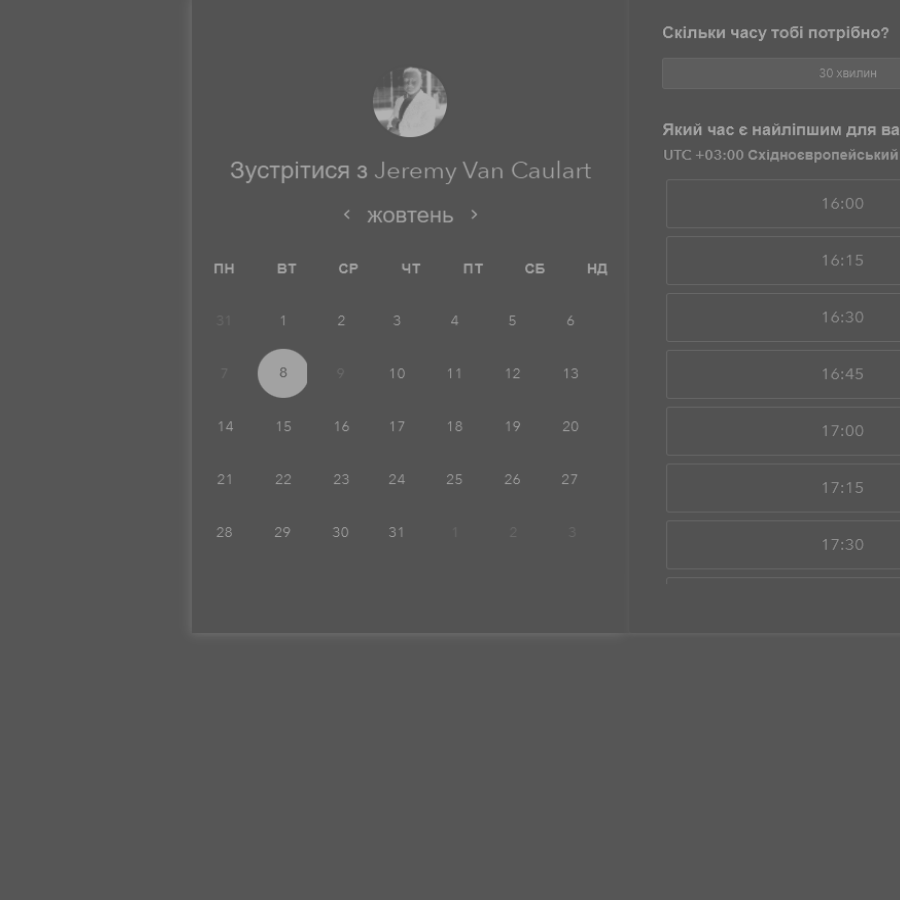 Зустрітися з Jeremy Van Caulart
жовтень
ПН ВТ СР ЧТ ПТ СБ НД
31 1 2 3 4 5 6
7 8 9 10 11 12 13
14 15 16 17 18 19 20
21 22 23 24 25 26 27
28 29 30 31 1 2 3
Скільки часу тобі потрібно?
30 хвилин
Який час є найліпшим для
UTC +03:00 Східноєвропейський
16:00
16:15
16:30
16:45
17:00
17:15
17:30